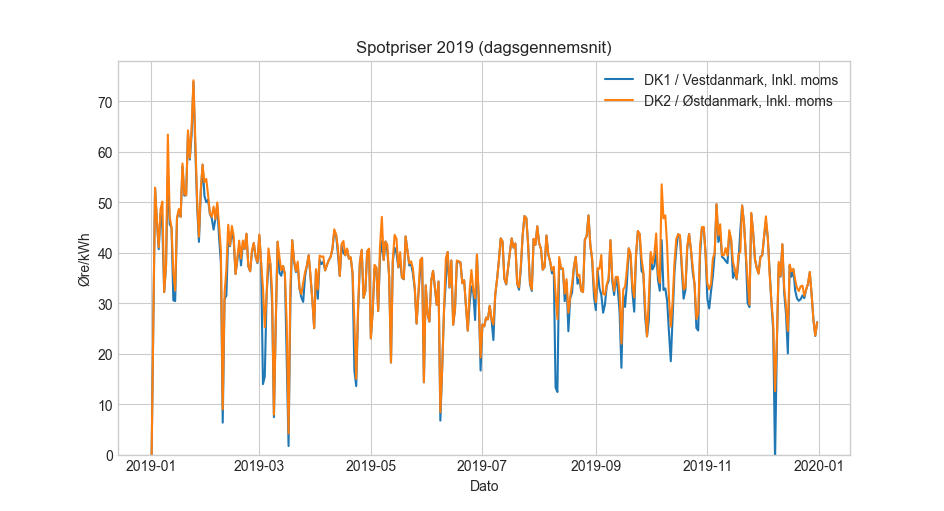 Spotpriser 2019 (dagsgennemsnit)
DK1 / Vestdanmark, Inkl. moms
DK2 / Østdanmark, Inkl. moms
Øre/kWh
70
60
50
40
30
20
10
0
2019-01 2019-03 2019-05 2019-07 2019-09 2019-11 2020-01
Dato